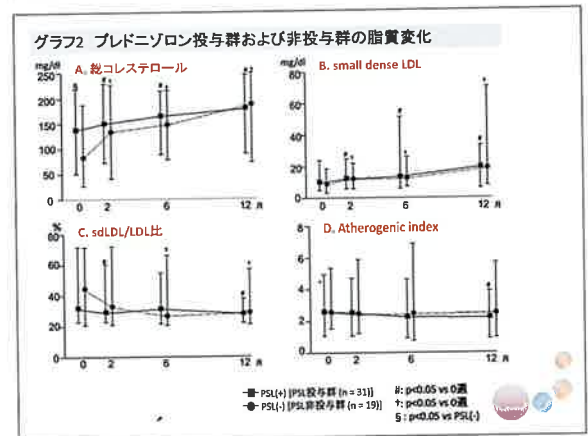 グラフ2 プレドニゾロン投与群および非投与群の脂質変化
mg/dl
A. 総コレステロール
250
200
150
100
50
0
0 2 6 12 月
§ # † # † # †
mg/dl
B. small dense LDL
80
60
40
20
0
0 2 6 12 月
# † # † # †
%
C. sdLDL/LDL比
80
60
40
20
0
0 2 6 12 月
D. Atherogenic index
8
6
4
2
0
0 2 6 12 月
PSL(+) [PSL投与群 (n = 31)]
PSL(-) [PSL非投与群 (n = 19)]
#: p<0.05 vs 0週
†: p<0.05 vs 0週
§: p<0.05 vs PSL(-)